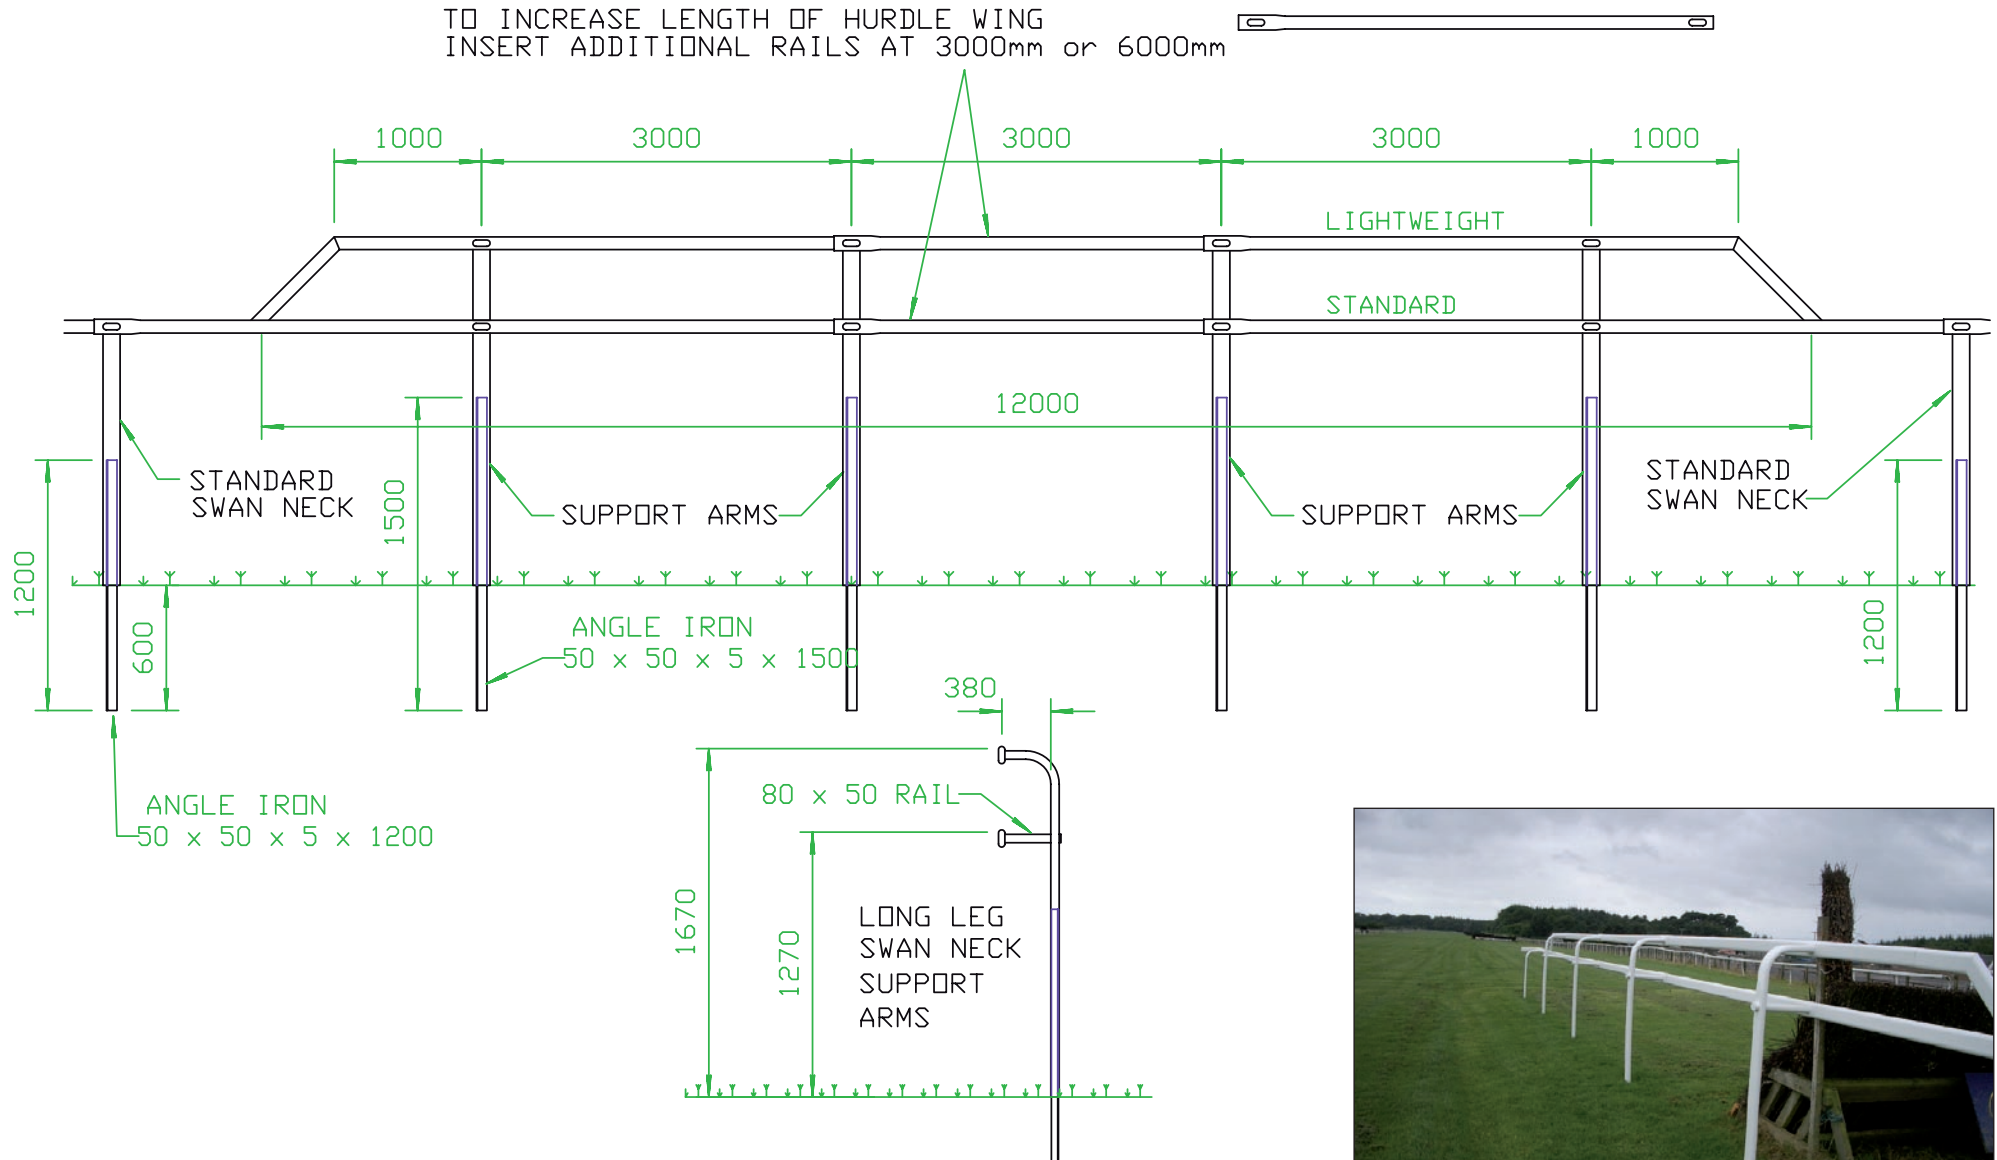 TO INCREASE LENGTH OF HURDLE WING
INSERT ADDITIONAL RAILS AT 3000mm or 6000mm
1000
3000
3000
3000
1000
LIGHTWEIGHT
STANDARD
12000
STANDARD
SWAN NECK
1500
SUPPORT ARMS
SUPPORT ARMS
STANDARD
SWAN NECK
1200
600
ANGLE IRON
50 x 50 x 5 x 1500
1200
380
ANGLE IRON
50 x 50 x 5 x 1200
80 x 50 RAIL
1670
1270
LONG LEG
SWAN NECK
SUPPORT
ARMS